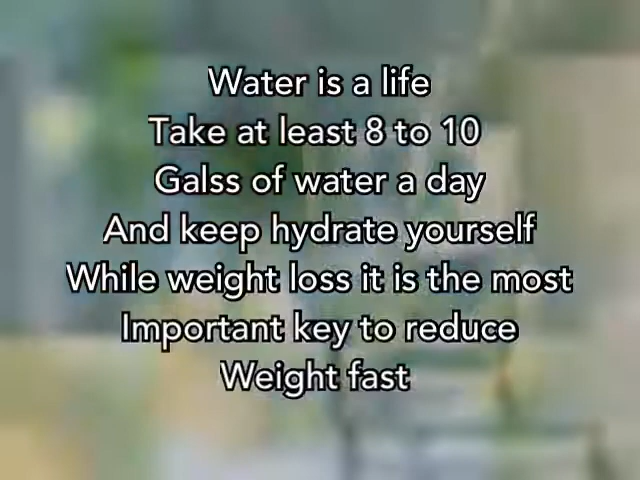 Water is a life
Take at least 8 to 10
Galss of water a day
And keep hydrate yourself
While weight loss it is the most
Important key to reduce
Weight fast